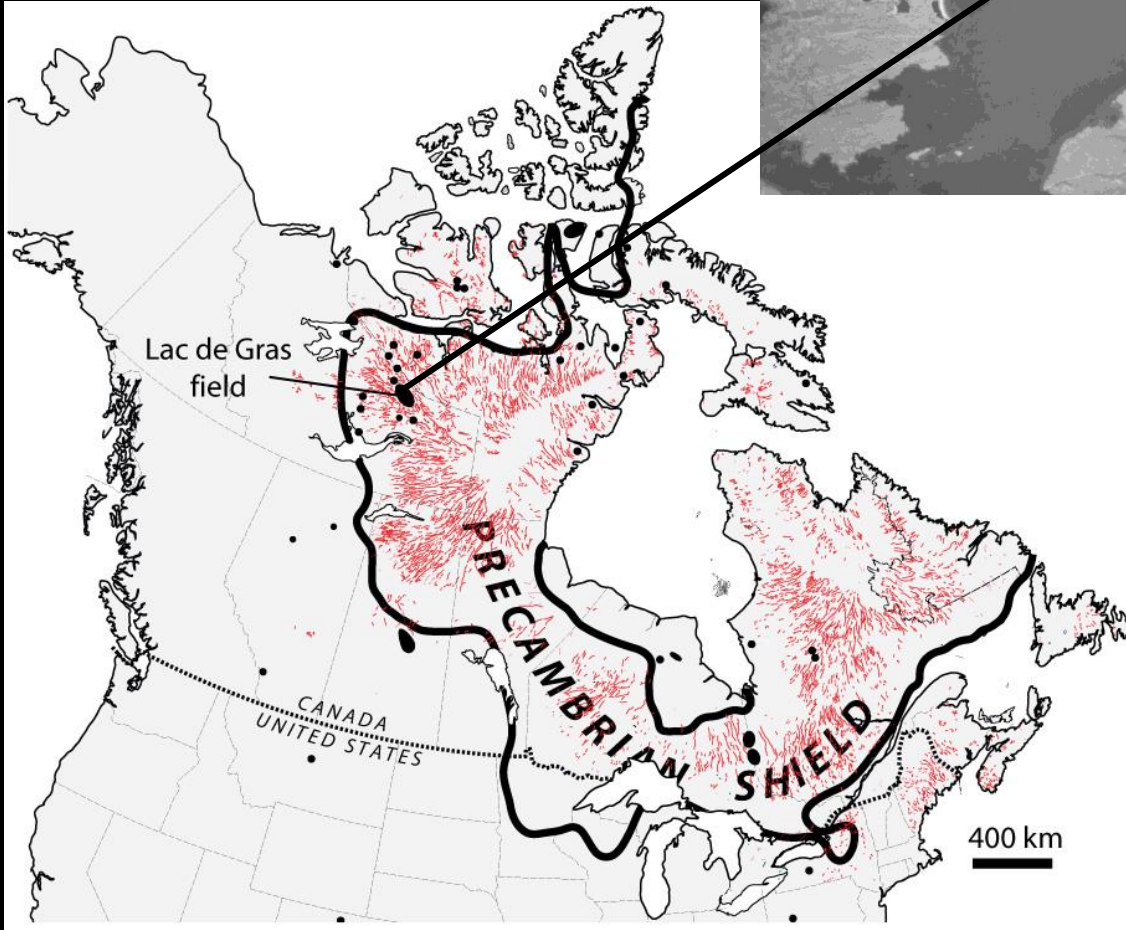 Lac de Gras
field
CANADA
UNITED STATES
PRECAMBRIAN SHIELD
400 km